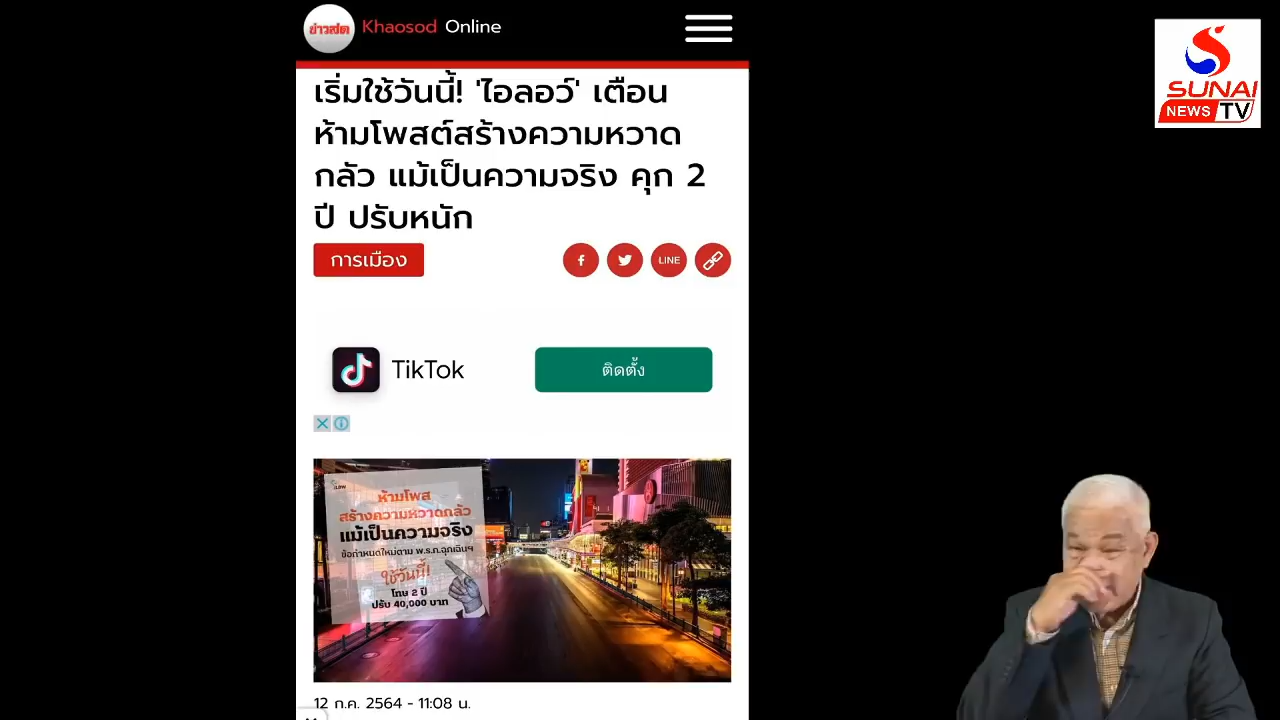 ข่าวสด
Khaosod Online
SUNAI
NEWS TV
เริ่มใช้วันนี้! 'ไอลอว์' เตือน
ห้ามโพสต์สร้างความหวาด
กลัว แม้เป็นความจริง คุก 2
ปี ปรับหนัก
การเมือง
LINE
TikTok
ติดตั้ง
iLaw
ห้ามโพส
สร้างความหวาดกลัว
แม้เป็นความจริง
ข้อกำหนดใหม่ตาม พ.ร.ก.ฉุกเฉินฯ
ใช้วันนี้!
โทษ 2 ปี
ปรับ 40,000 บาท
12 ก.ค. 2564 - 11:08 น.